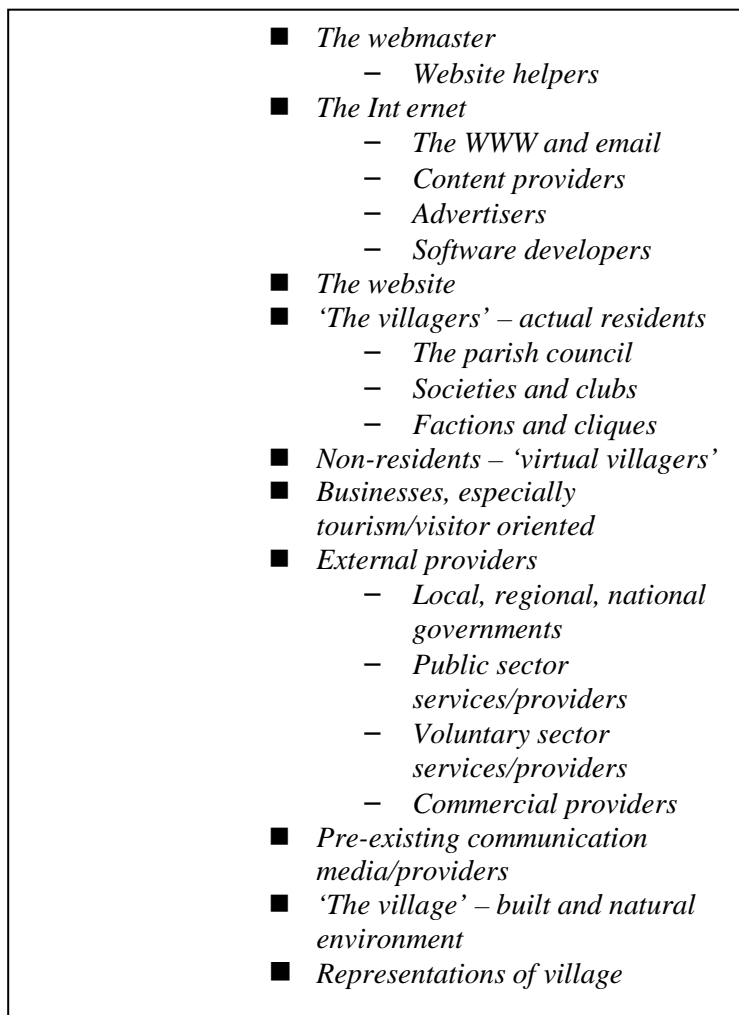 ■ The webmaster
– Website helpers
■ The Int ernet
– The WWW and email
– Content providers
– Advertisers
– Software developers
■ The website
■ ‘The villagers’ – actual residents
– The parish council
– Societies and clubs
– Factions and cliques
■ Non-residents – ‘virtual villagers’
■ Businesses, especially
tourism/visitor oriented
■ External providers
– Local, regional, national
governments
– Public sector
services/providers
– Voluntary sector
services/providers
– Commercial providers
■ Pre-existing communication
media/providers
■ ‘The village’ – built and natural
environment
■ Representations of village